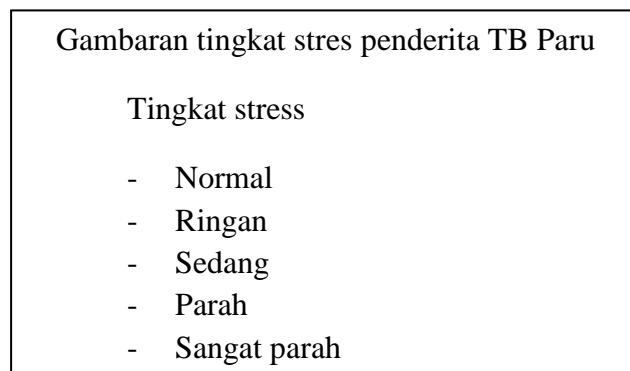 Gambaran tingkat stres penderita TB Paru
Tingkat stress
- Normal
- Ringan
- Sedang
- Parah
- Sangat parah